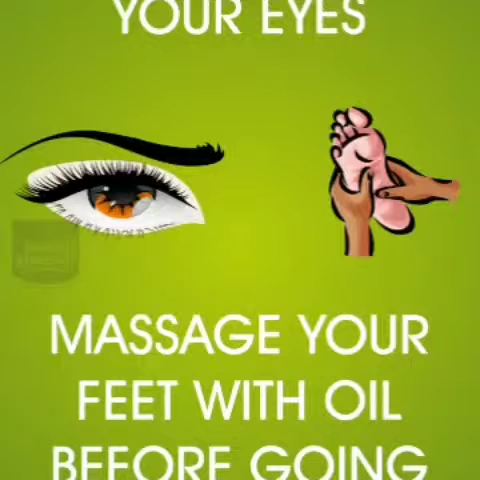 YOUR EYES
MASSAGE YOUR
FEET WITH OIL
BEFORE GOING